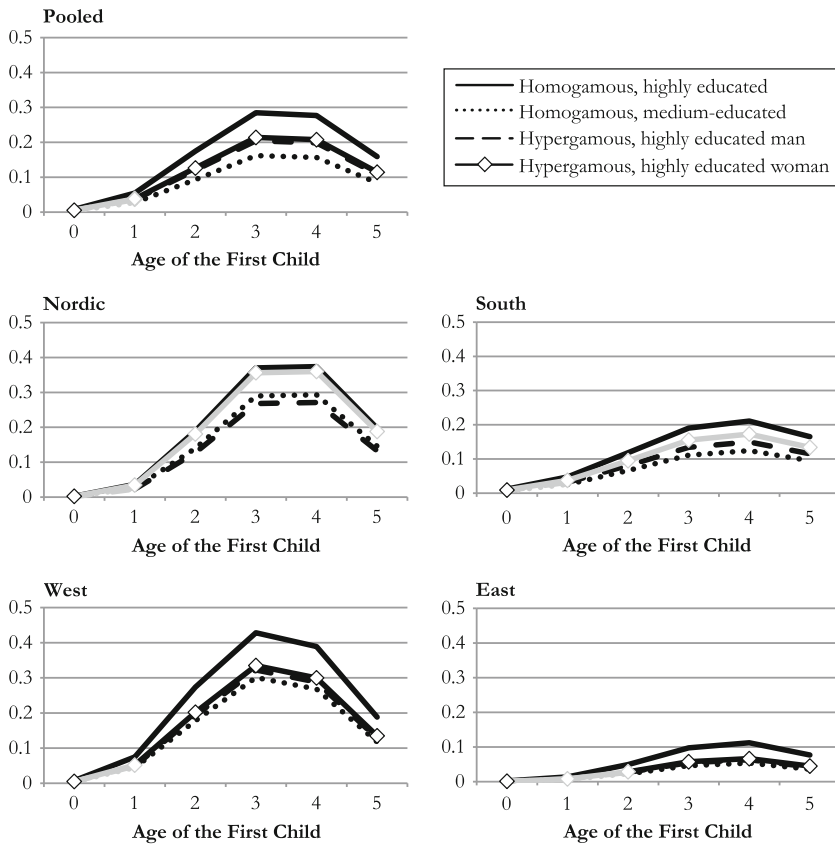 Pooled
0.5
0.4
0.3
0.2
0.1
0
0 1 2 3 4 5
Age of the First Child
Homogamous, highly educated
Homogamous, medium-educated
Hypergamous, highly educated man
Hypergamous, highly educated woman
Nordic
0.5
0.4
0.3
0.2
0.1
0
0 1 2 3 4 5
Age of the First Child
South
0.5
0.4
0.3
0.2
0.1
0
0 1 2 3 4 5
Age of the First Child
West
0.5
0.4
0.3
0.2
0.1
0
0 1 2 3 4 5
Age of the First Child
East
0.5
0.4
0.3
0.2
0.1
0
0 1 2 3 4 5
Age of the First Child